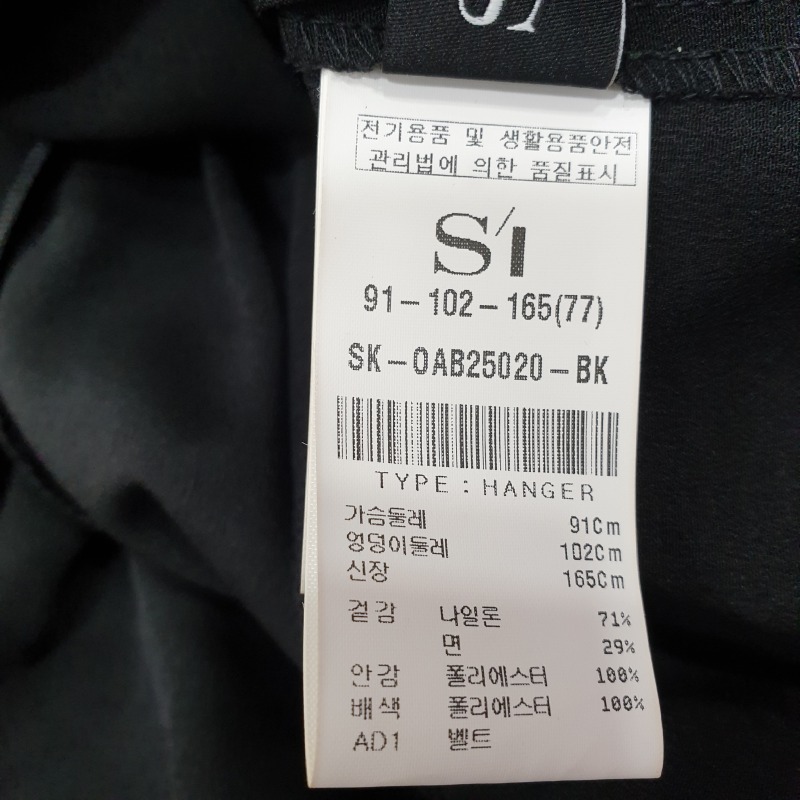 전기용품 및 생활용품안전
관리법에 의한 품질표시
S/I
91-102-165(77)
SK-OAB25020-BK
TYPE : HANGER
가슴둘레 91Cm
엉덩이둘레 102Cm
신장 165Cm
겉감 나일론 71%
면 29%
안감 폴리에스터 100%
배색 폴리에스터 100%
AD1 벨트